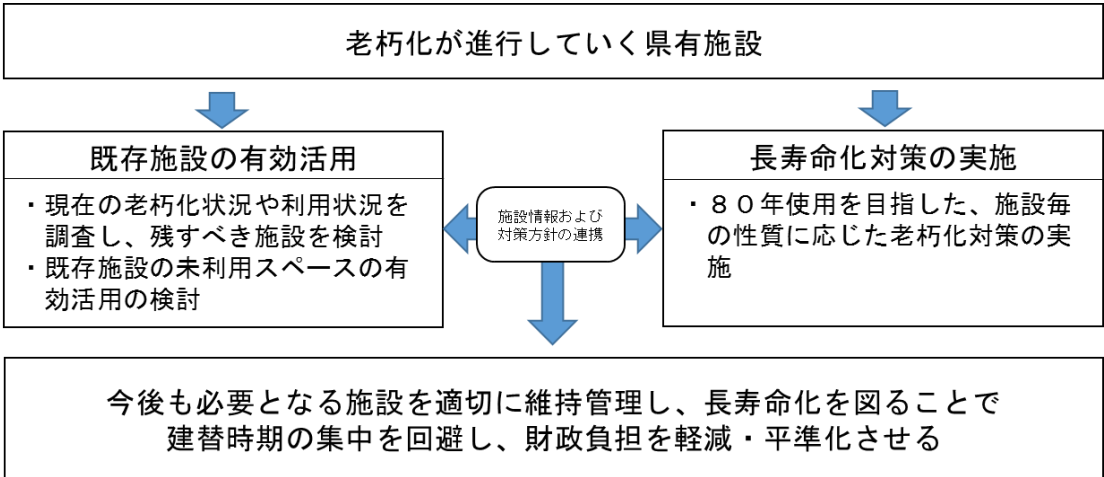 老朽化が進行していく県有施設
既存施設の有効活用
・現在の老朽化状況や利用状況を
調査し、残すべき施設を検討
・既存施設の未利用スペースの有
効活用の検討
施設情報および
対策方針の連携
長寿命化対策の実施
・８０年使用を目指した、施設毎
の性質に応じた老朽化対策の実
施
今後も必要となる施設を適切に維持管理し、長寿命化を図ることで
建替時期の集中を回避し、財政負担を軽減・平準化させる